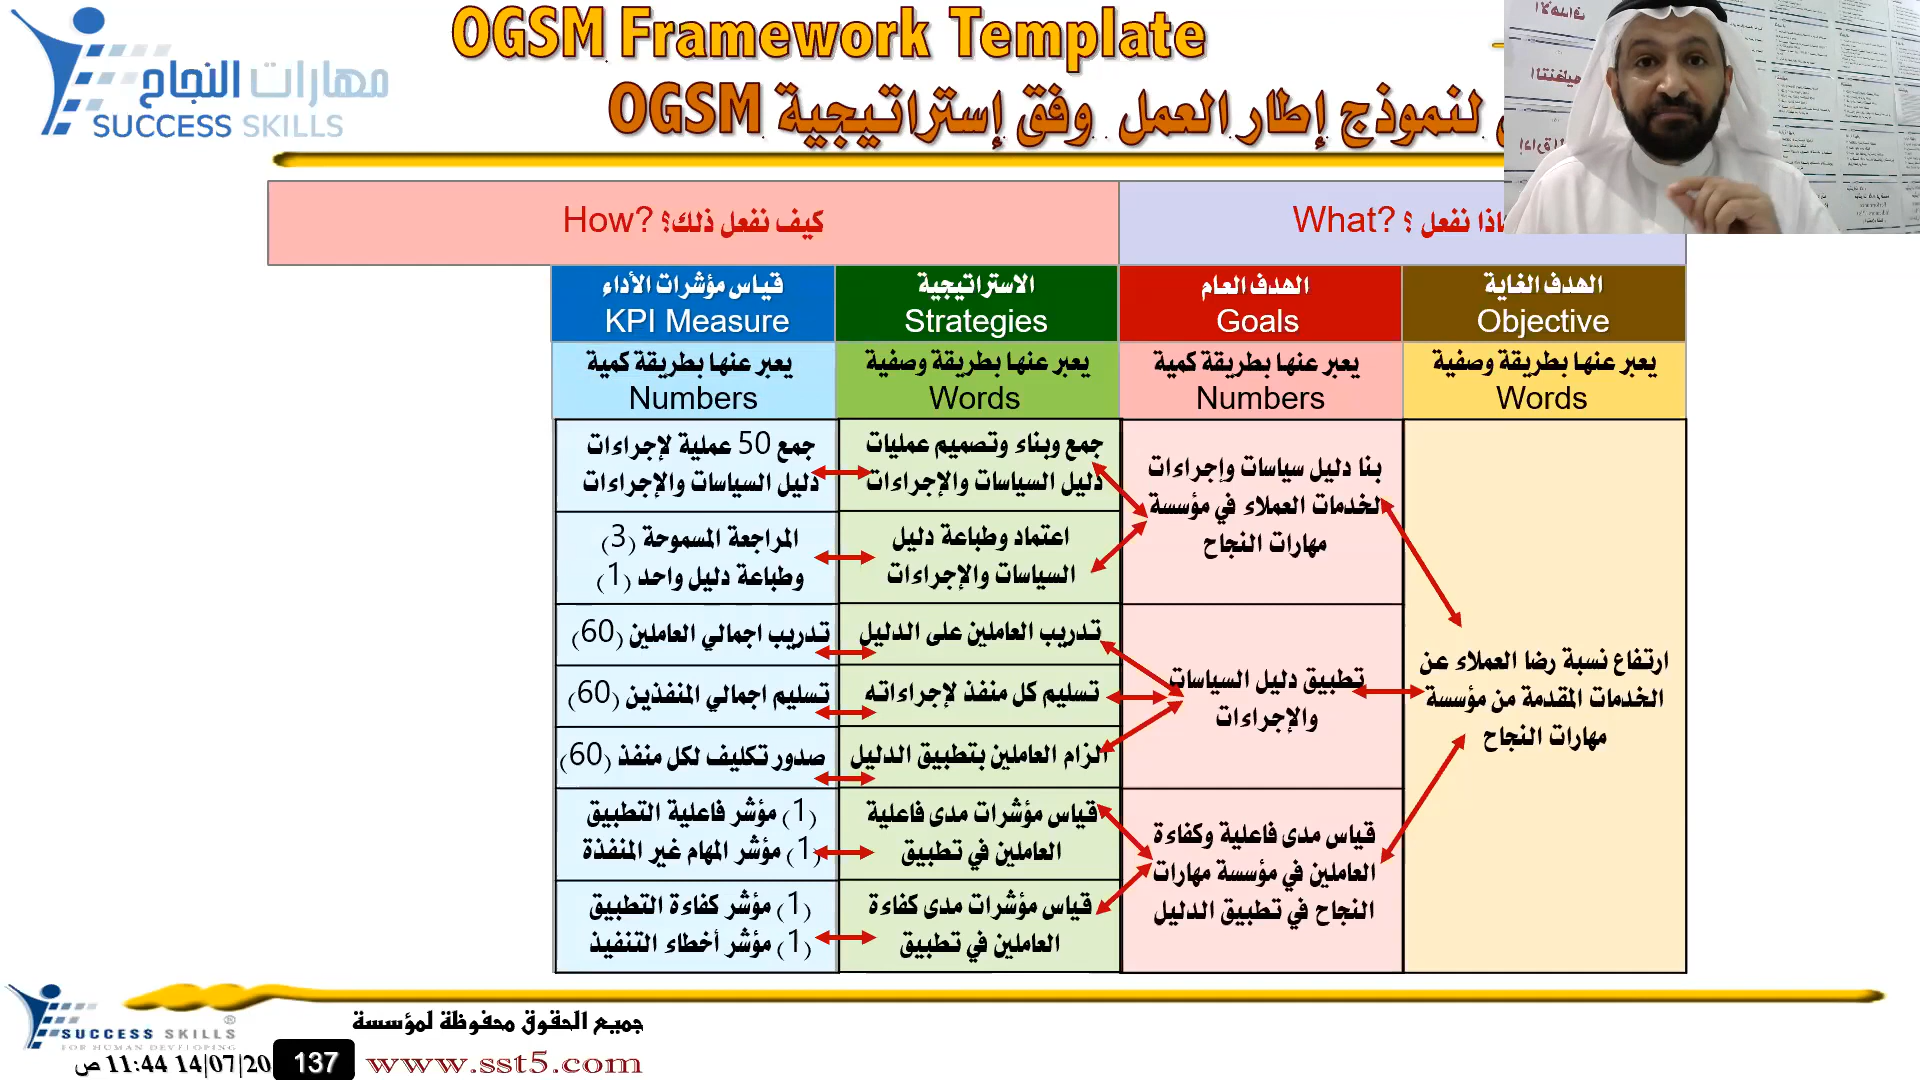 OGSM Framework Template
لنموذج إطار العمل وفق إستراتيجية OGSM
مهارات النجاح
SUCCESS SKILLS
ماذا نفعل ؟ What?
كيف نفعل ذلك؟ How?
الهدف الغاية
Objective
الهدف العام
Goals
الاستراتيجية
Strategies
قياس مؤشرات الأداء
KPI Measure
يعبر عنها بطريقة وصفية
Words
يعبر عنها بطريقة كمية
Numbers
يعبر عنها بطريقة وصفية
Words
يعبر عنها بطريقة كمية
Numbers
ارتفاع نسبة رضا العملاء عن
الخدمات المقدمة من مؤسسة
مهارات النجاح
بنا دليل سياسات وإجراءات
لخدمات العملاء في مؤسسة
مهارات النجاح
جمع وبناء وتصميم عمليات
دليل السياسات والإجراءات
جمع 50 عملية لإجراءات
دليل السياسات والإجراءات
اعتماد وطباعة دليل
السياسات والإجراءات
المراجعة المسموحة (3)
وطباعة دليل واحد (1)
تطبيق دليل السياسات
والإجراءات
تدريب العاملين على الدليل
تدريب اجمالي العاملين (60)
تسليم كل منفذ لإجراءاته
تسليم اجمالي المنفذين (60)
الزام العاملين بتطبيق الدليل
صدور تكليف لكل منفذ (60)
قياس مدى فاعلية وكفاءة
العاملين في مؤسسة مهارات
النجاح في تطبيق الدليل
قياس مؤشرات مدى فاعلية
العاملين في تطبيق
(1) مؤشر فاعلية التطبيق
(1) مؤشر المهام غير المنفذة
قياس مؤشرات مدى كفاءة
العاملين في تطبيق
(1) مؤشر كفاءة التطبيق
(1) مؤشر أخطاء التنفيذ
SUCCESS SKILLS®
FOR HUMAN DEVELOPING
جميع الحقوق محفوظة لمؤسسة
www.sst5.com
137
14/07/20 11:44 ص